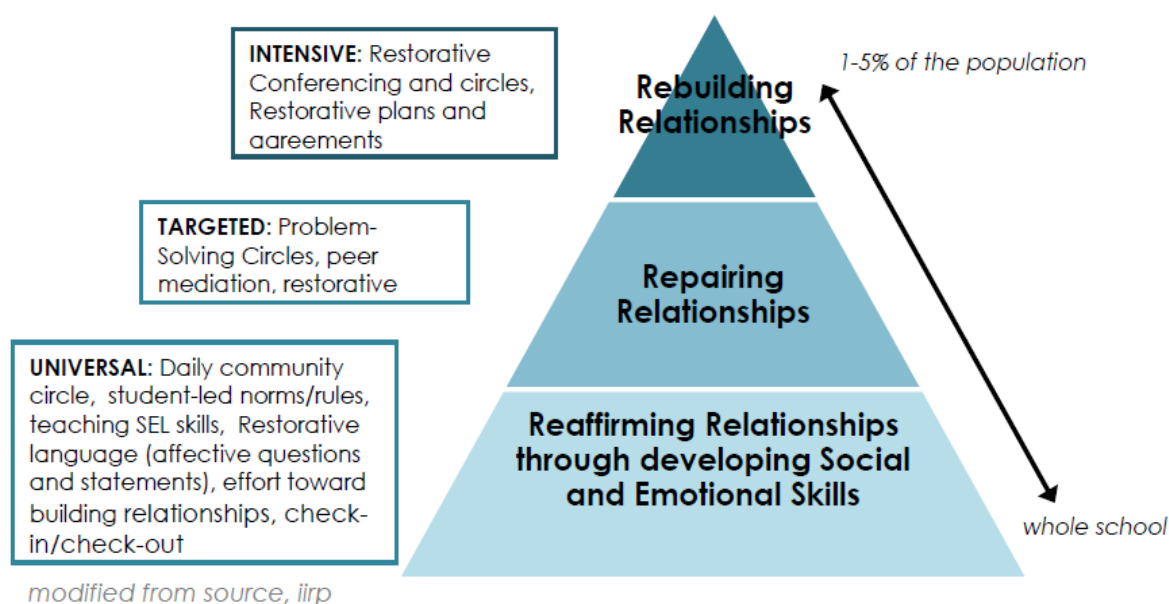 INTENSIVE: Restorative
Conferencing and circles,
Restorative plans and
agreements
Rebuilding
Relationships
1-5% of the population
TARGETED: Problem-
Solving Circles, peer
mediation, restorative
Repairing
Relationships
UNIVERSAL: Daily community
circle, student-led norms/rules,
teaching SEL skills, Restorative
language (affective questions
and statements), effort toward
building relationships, check-
in/check-out
Reaffirming Relationships
through developing Social
and Emotional Skills
whole school
modified from source, iirp